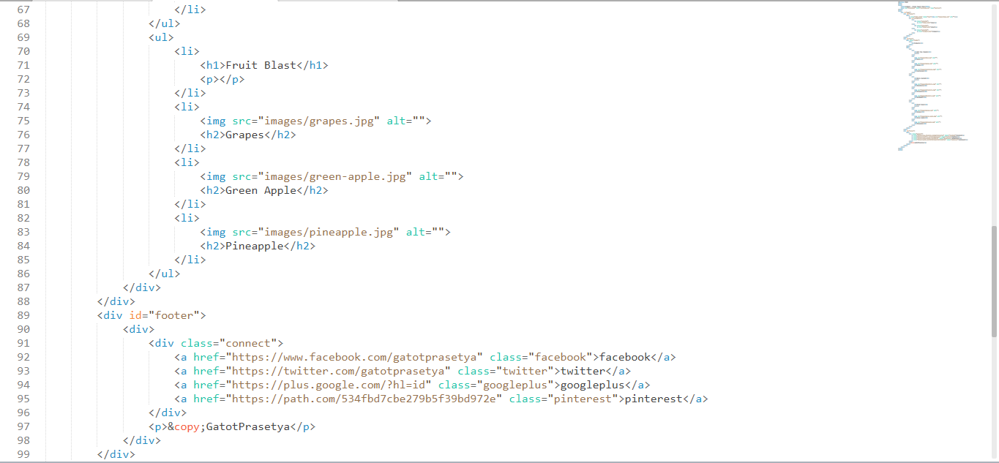 67 </li>
68 </ul>
69 <ul>
70 <li>
71 <h1>Fruit Blast</h1>
72 <p></p>
73 </li>
74 <li>
75 <img src="images/grapes.jpg" alt="">
76 <h2>Grapes</h2>
77 </li>
78 <li>
79 <img src="images/green-apple.jpg" alt="">
80 <h2>Green Apple</h2>
81 </li>
82 <li>
83 <img src="images/pineapple.jpg" alt="">
84 <h2>Pineapple</h2>
85 </li>
86 </ul>
87 </div>
88 </div>
89 <div id="footer">
90 <div>
91 <div class="connect">
92 <a href="https://www.facebook.com/gatotprasetya" class="facebook">facebook</a>
93 <a href="https://twitter.com/gatotprasetya" class="twitter">twitter</a>
94 <a href="https://plus.google.com/?hl=id" class="googleplus">googleplus</a>
95 <a href="https://path.com/534fbd7cbe279b5f39bd972e" class="pinterest">pinterest</a>
96 </div>
97 <p>&copy;GatotPrasetya</p>
98 </div>
99 </div>